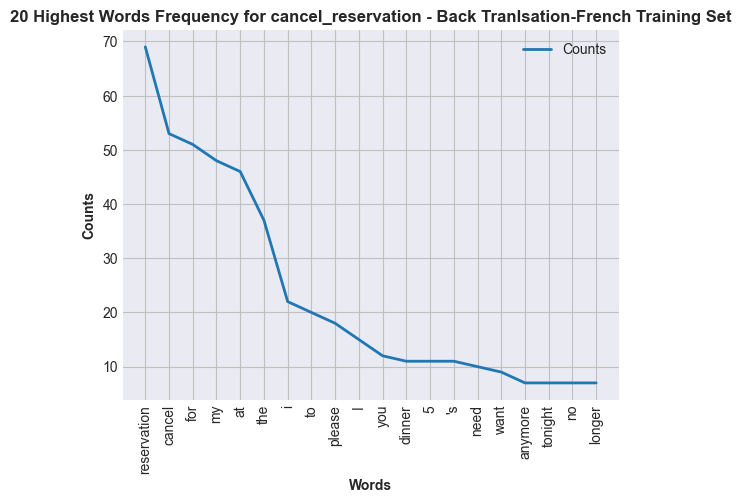 20 Highest Words Frequency for cancel_reservation - Back Tranlsation-French Training Set
Counts
70
60
50
40
30
20
10
Counts
reservation
cancel
for
my
at
the
i
to
please
I
you
dinner
5
's
need
want
anymore
tonight
no
longer
Words